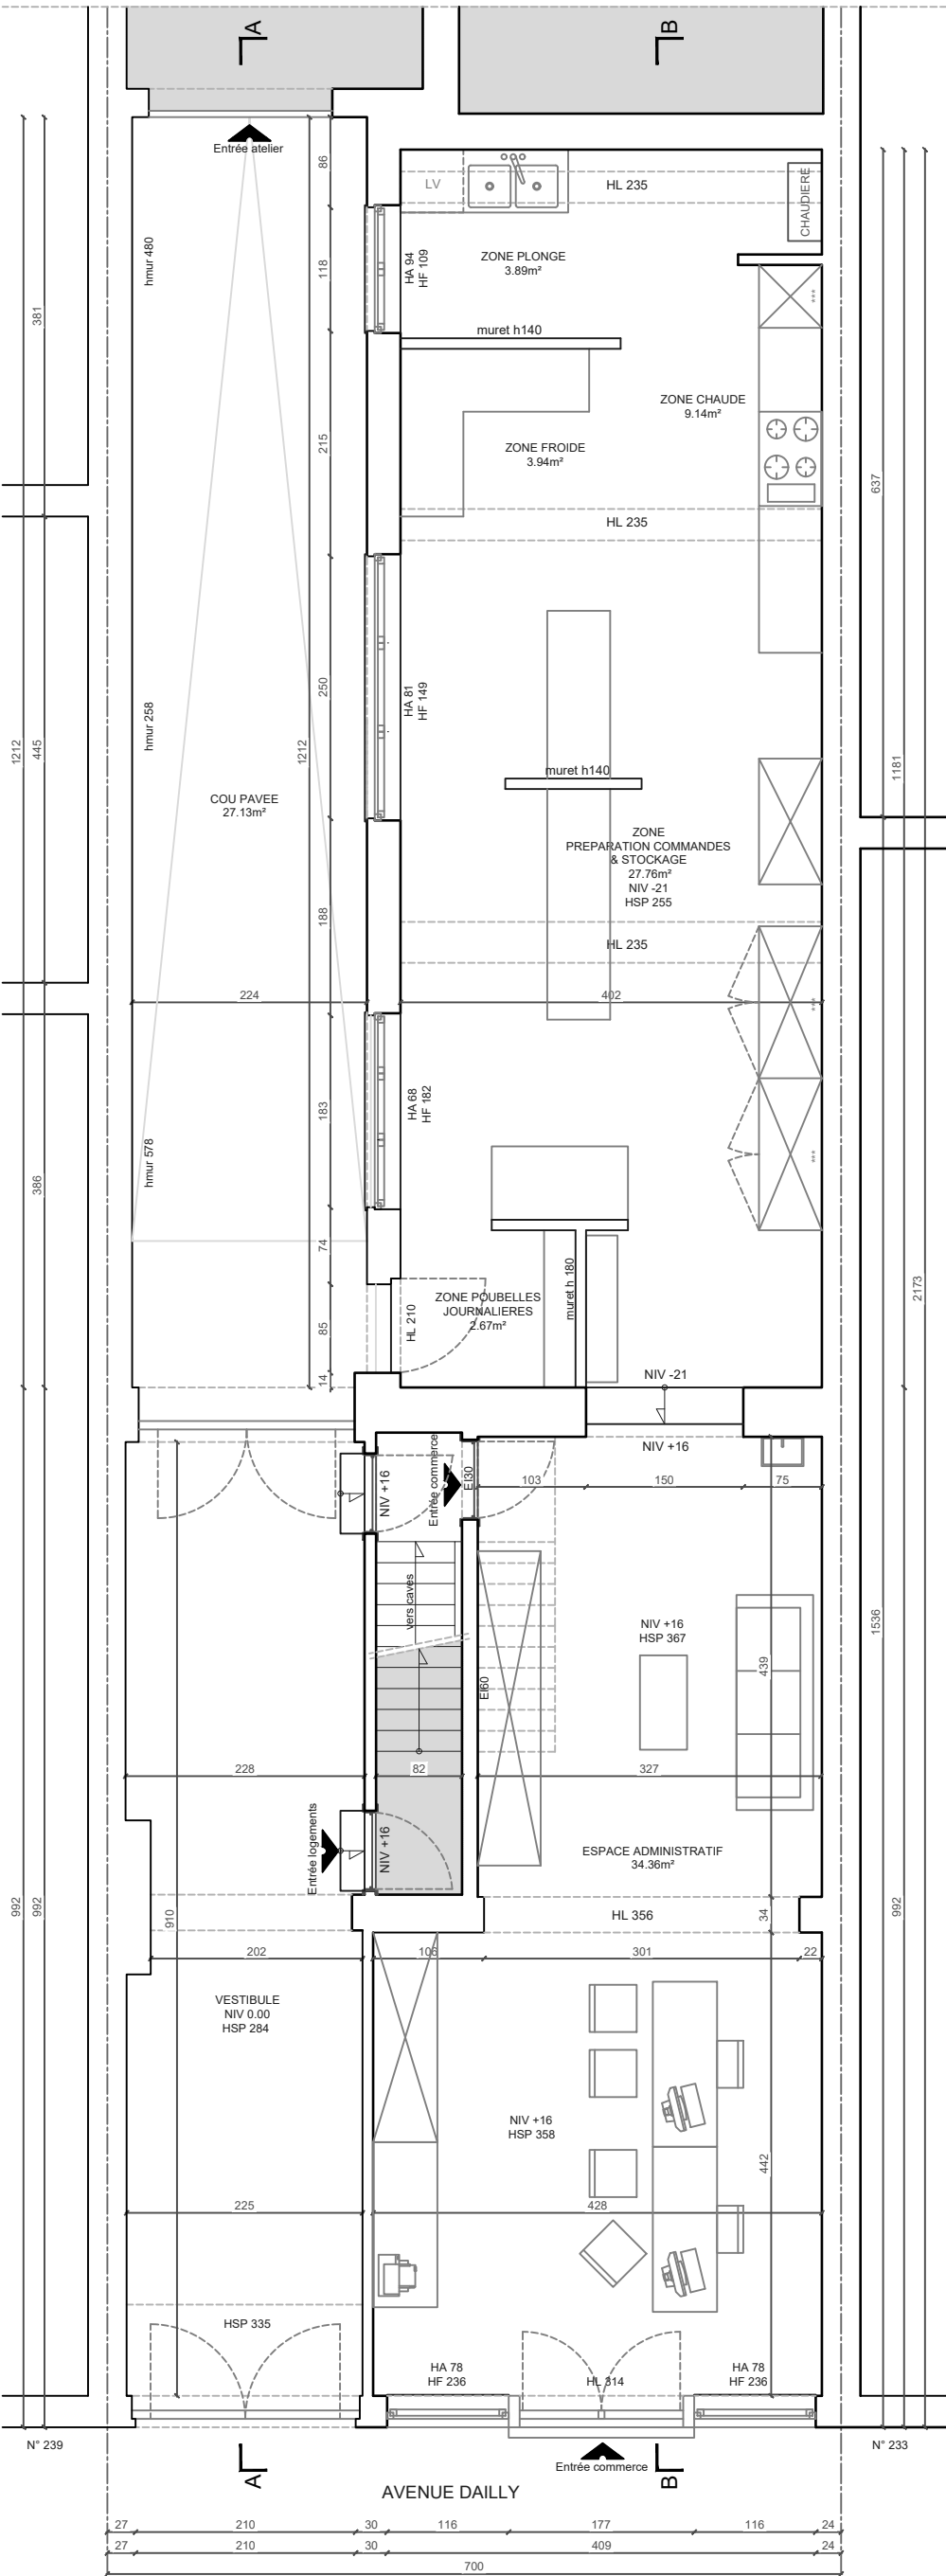 A
B
Entrée atelier
86
LV
HL 235
CHAUDIERE
hmur 480
118
HA 94
HF 109
ZONE PLONGE
3.89m²
***
381
muret h140
ZONE CHAUDE
9.14m²
215
ZONE FROIDE
3.94m²
637
HL 235
250
HA 81
HF 149
hmur 258
1212
445
1212
1181
muret h140
COU PAVEE
27.13m²
ZONE
PREPARATION COMMANDES
& STOCKAGE
27.76m²
NIV -21
HSP 255
188
HL 235
224
402
***
183
HA 68
HF 182
hmur 578
***
386
74
2173
muret h 180
ZONE POUBELLES
JOURNALIERES
2.67m²
HL 210
85
14
NIV -21
NIV +16
Entrée commerce
EI30
NIV +16
103
150
75
vers caves
NIV +16
HSP 367
439
1536
EI60
228
82
327
Entrée logements
NIV +16
ESPACE ADMINISTRATIF
34.36m²
992
992
910
HL 356
34
992
202
106
301
22
VESTIBULE
NIV 0.00
HSP 284
NIV +16
HSP 358
442
225
428
HSP 335
HA 78
HF 236
HL 314
HA 78
HF 236
N° 239
N° 233
A
Entrée commerce
B
AVENUE DAILLY
27
210
30
116
177
116
24
27
210
30
409
24
700